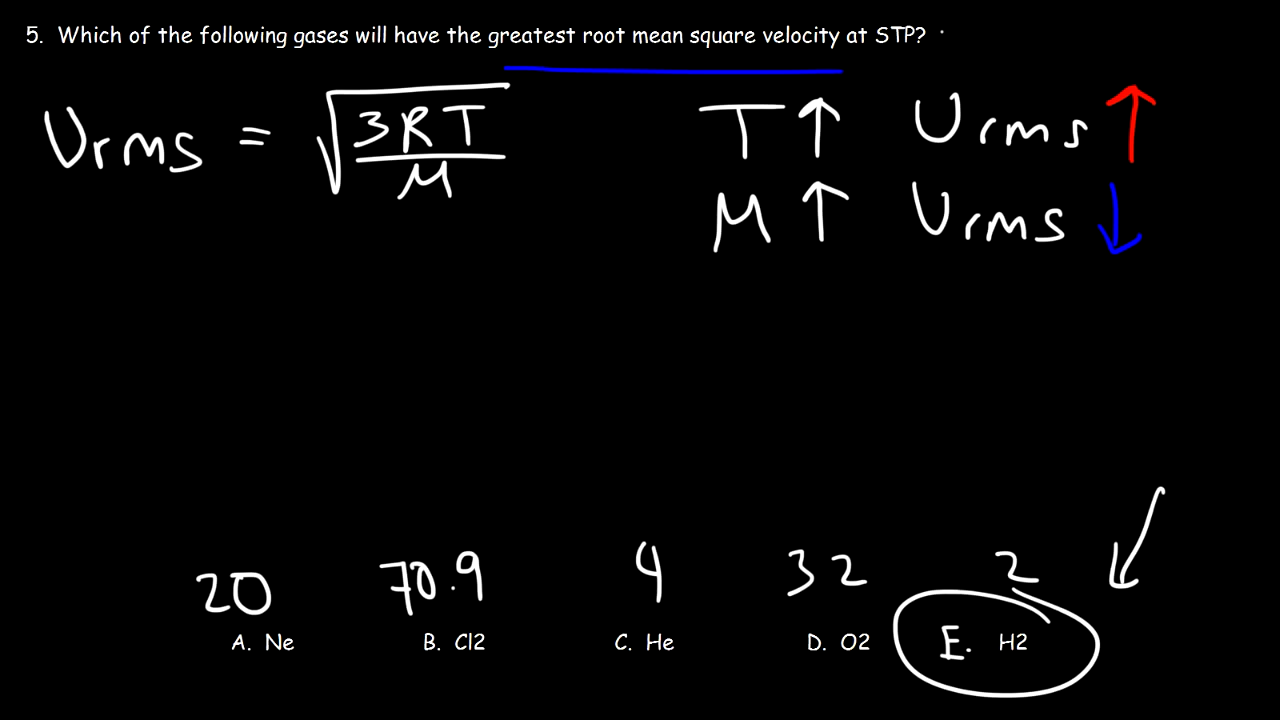 5. Which of the following gases will have the greatest root mean square velocity at STP?
Urms = √3RT/M
T↑ Urms ↑
M↑ Urms ↓
20 70.9 4 32 2
A. Ne B. Cl2 C. He D. O2 E. H2